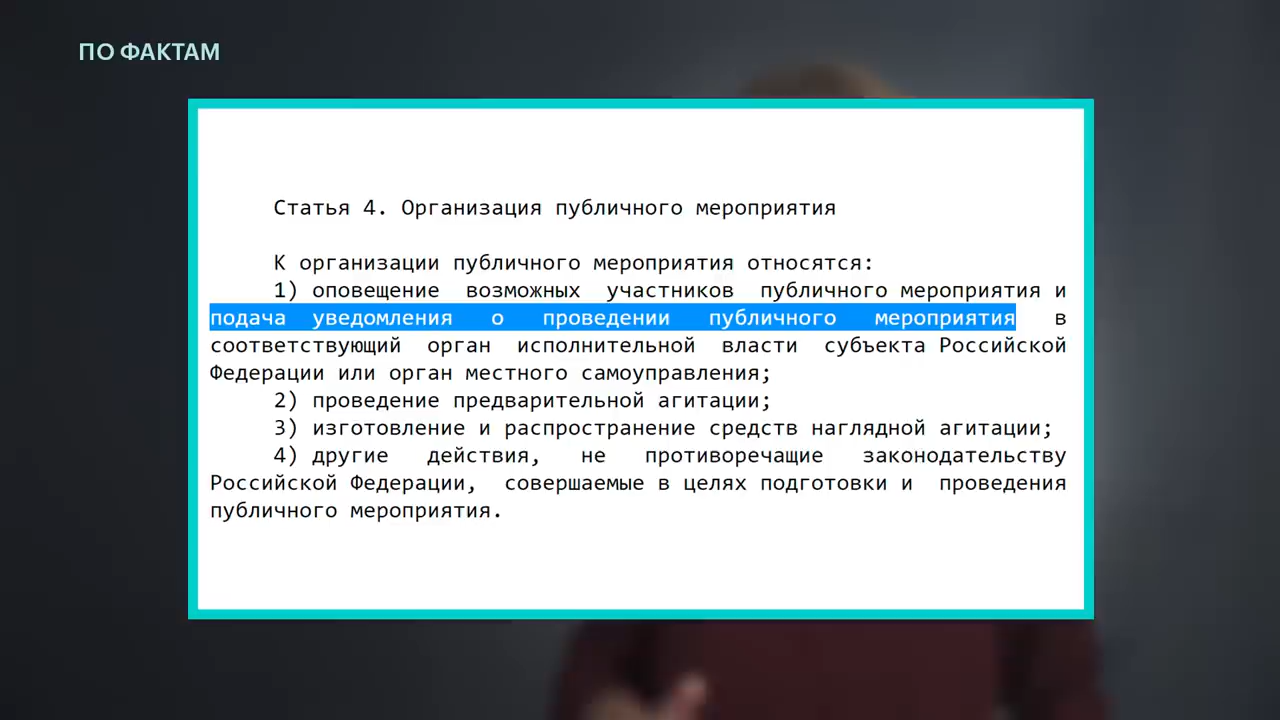 ПО ФАКТАМ
Статья 4. Организация публичного мероприятия
К организации публичного мероприятия относятся:
1) оповещение возможных участников публичного мероприятия и
подача уведомления о проведении публичного мероприятия в
соответствующий орган исполнительной власти субъекта Российской
Федерации или орган местного самоуправления;
2) проведение предварительной агитации;
3) изготовление и распространение средств наглядной агитации;
4) другие действия, не противоречащие законодательству
Российской Федерации, совершаемые в целях подготовки и проведения
публичного мероприятия.